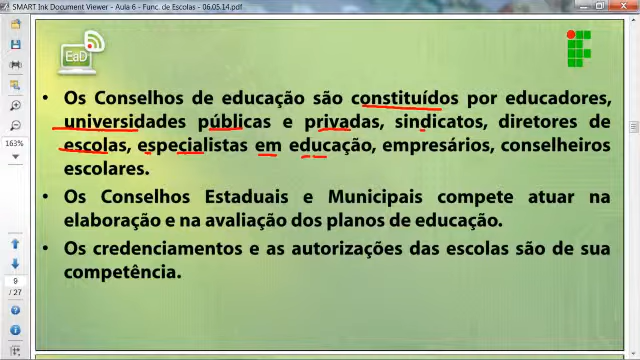 SMART Ink Document Viewer - Aula 6 - Func. de Escolas - 06.05.14.pdf
EaD
• Os Conselhos de educação são constituídos por educadores,
universidades públicas e privadas, sindicatos, diretores de
escolas, especialistas em educação, empresários, conselheiros
escolares.
• Os Conselhos Estaduais e Municipais compete atuar na
elaboração e na avaliação dos planos de educação.
• Os credenciamentos e as autorizações das escolas são de sua
competência.
163%
9
/ 27